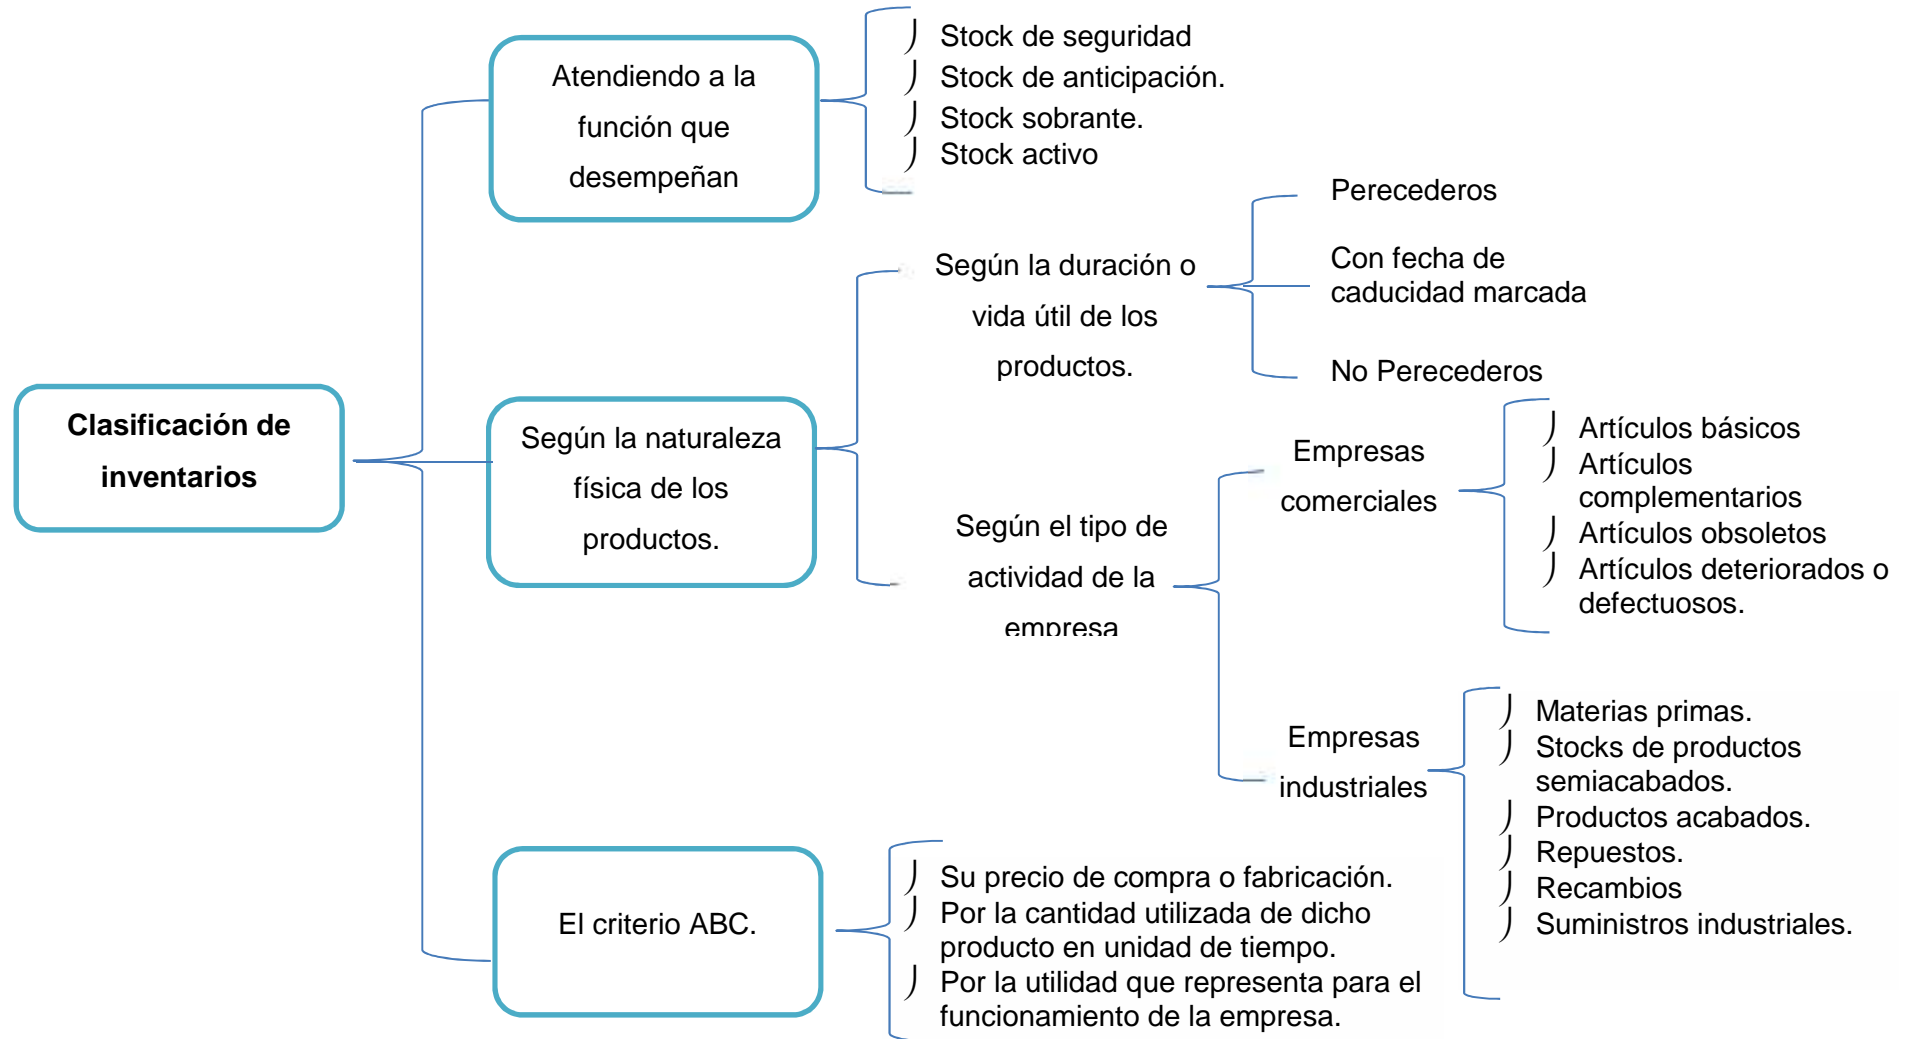 Clasificación de
inventarios
Atendiendo a la
función que
desempeñan
Stock de seguridad
Stock de anticipación.
Stock sobrante.
Stock activo
Según la naturaleza
física de los
productos.
Según la duración o
vida útil de los
productos.
Perecederos
Con fecha de
caducidad marcada
No Perecederos
Según el tipo de
actividad de la
empresa
Empresas
comerciales
Artículos básicos
Artículos
complementarios
Artículos obsoletos
Artículos deteriorados o
defectuosos.
Empresas
industriales
Materias primas.
Stocks de productos
semiacabados.
Productos acabados.
Repuestos.
Recambios
Suministros industriales.
El criterio ABC.
Su precio de compra o fabricación.
Por la cantidad utilizada de dicho
producto en unidad de tiempo.
Por la utilidad que representa para el
funcionamiento de la empresa.